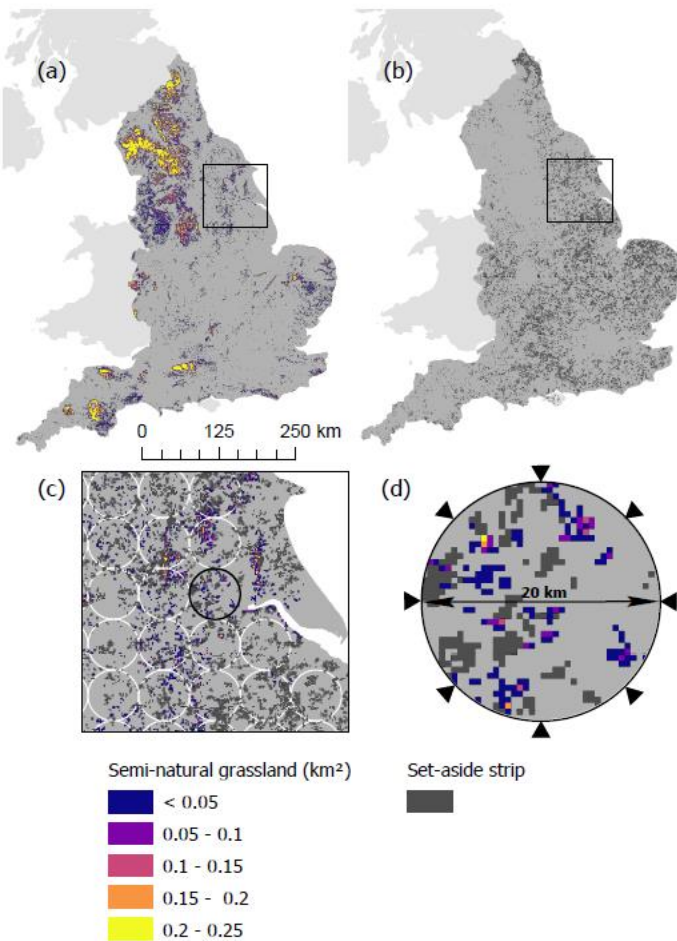 (a)
(b)
0 125 250 km
(c)
(d)
20 km
Semi-natural grassland (km²)
Set-aside strip
< 0.05
0.05 - 0.1
0.1 - 0.15
0.15 - 0.2
0.2 - 0.25